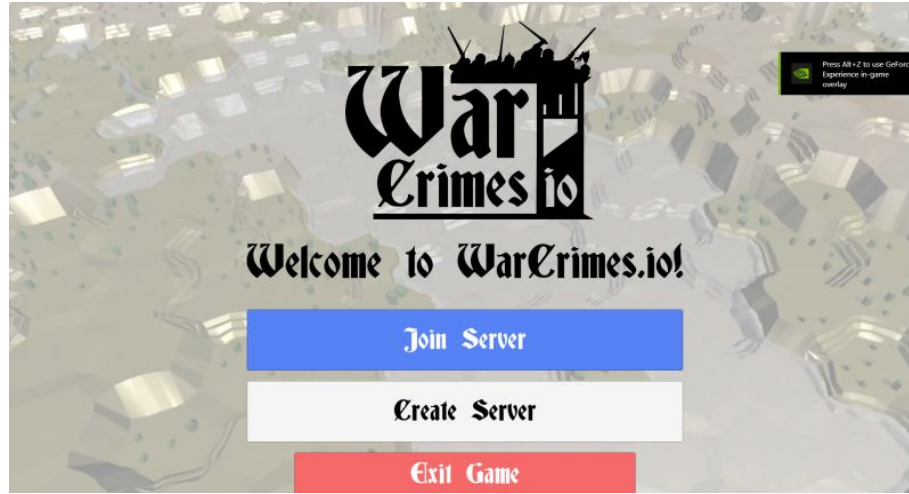 War
Crimes io
Press Alt+Z to use GeForc
Experience in-game
overlay
Welcome to WarCrimes.io!
Join Server
Create Server
Exit Game